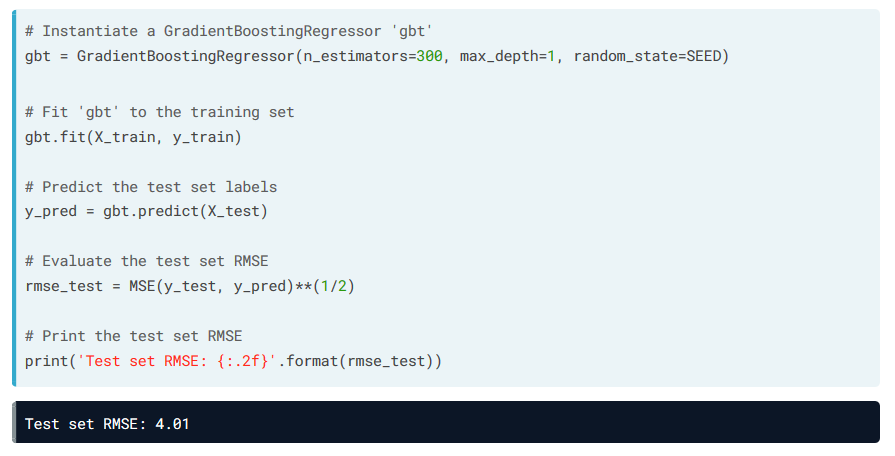 # Instantiate a GradientBoostingRegressor 'gbt'
gbt = GradientBoostingRegressor(n_estimators=300, max_depth=1, random_state=SEED)
# Fit 'gbt' to the training set
gbt.fit(X_train, y_train)
# Predict the test set labels
y_pred = gbt.predict(X_test)
# Evaluate the test set RMSE
rmse_test = MSE(y_test, y_pred)**(1/2)
# Print the test set RMSE
print('Test set RMSE: {:.2f}'.format(rmse_test))
Test set RMSE: 4.01